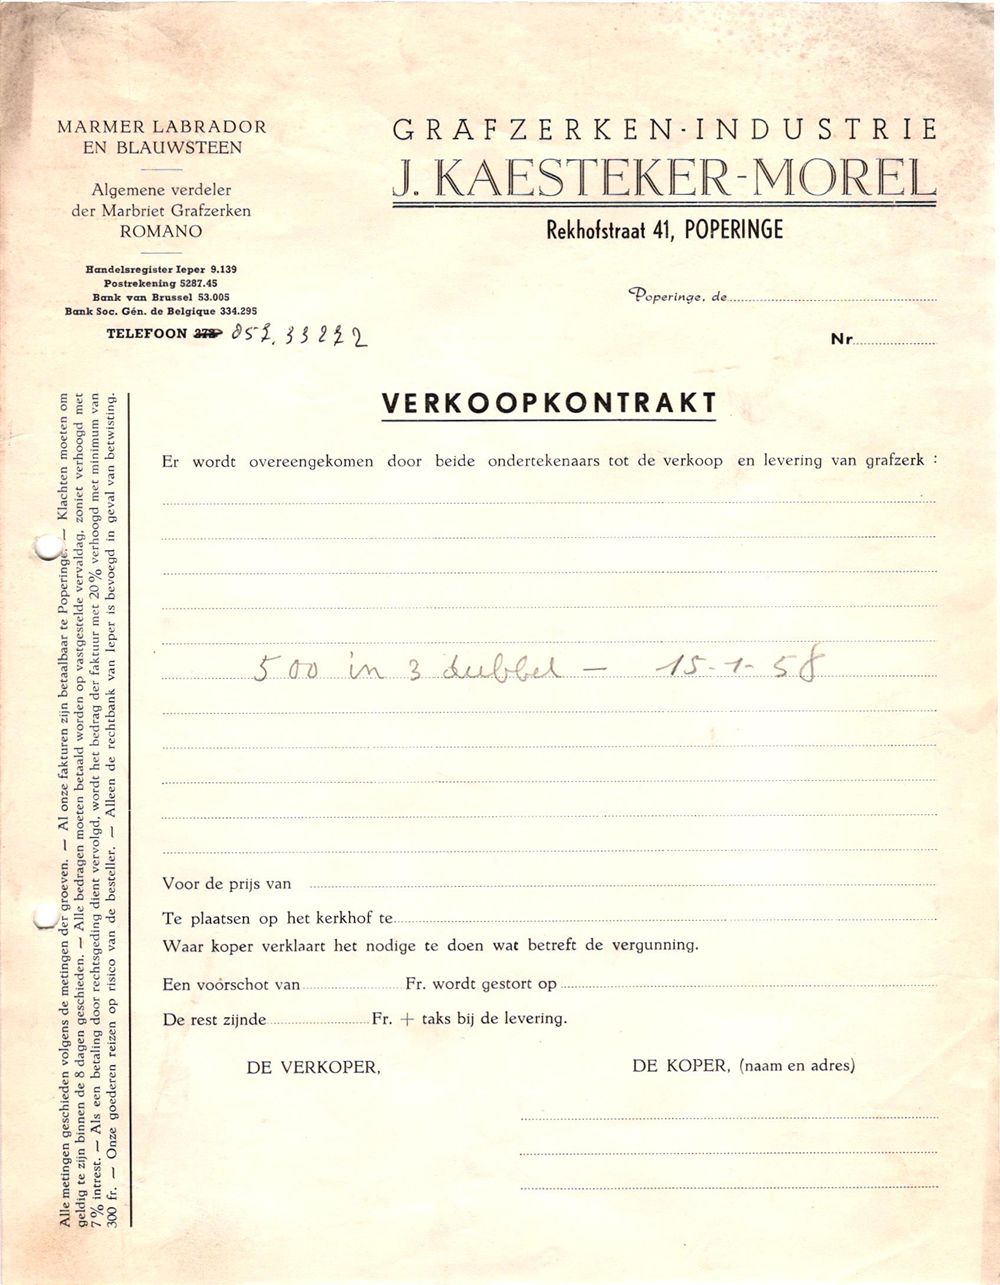 MARMER LABRADOR
EN BLAUWSTEEN
Algemene verdeler
der Marbriet Grafzerken
ROMANO
Handelsregister Ieper 9.139
Postrekening 5287.45
Bank van Brussel 53.005
Bank Soc. Gén. de Belgique 334.295
TELEFOON 378 057.33222
GRAFZERKEN-INDUSTRIE
J. KAESTEKER-MOREL
Rekhofstraat 41, POPERINGE
Poperinge, de
Nr
VERKOOPKONTRAKT
Er wordt overeengekomen door beide ondertekenaars tot de verkoop en levering van grafzerk :
500 in 3 dubbel — 15-1-58
Voor de prijs van
Te plaatsen op het kerkhof te
Waar koper verklaart het nodige te doen wat betreft de vergunning.
Een voorschot van Fr. wordt gestort op
De rest zijnde Fr. + taks bij de levering.
DE VERKOPER,
DE KOPER, (naam en adres)
Alle metingen geschieden volgens de metingen der groeven. — Al onze fakturen zijn betaalbaar te Poperinge. — Klachten moeten om
geldig te zijn binnen de 8 dagen geschieden. — Alle bedragen moeten betaald worden op vastgestelde vervaldag, zoniet verhoogd met
7 % intrest. — Als een betaling door rechtsgeding dient vervolgd, wordt het bedrag der faktuur met 20 % verhoogd met minimum van
300 fr. — Onze goederen reizen op risico van de besteller. — Alleen de rechtbank van Ieper is bevoegd in geval van betwisting.